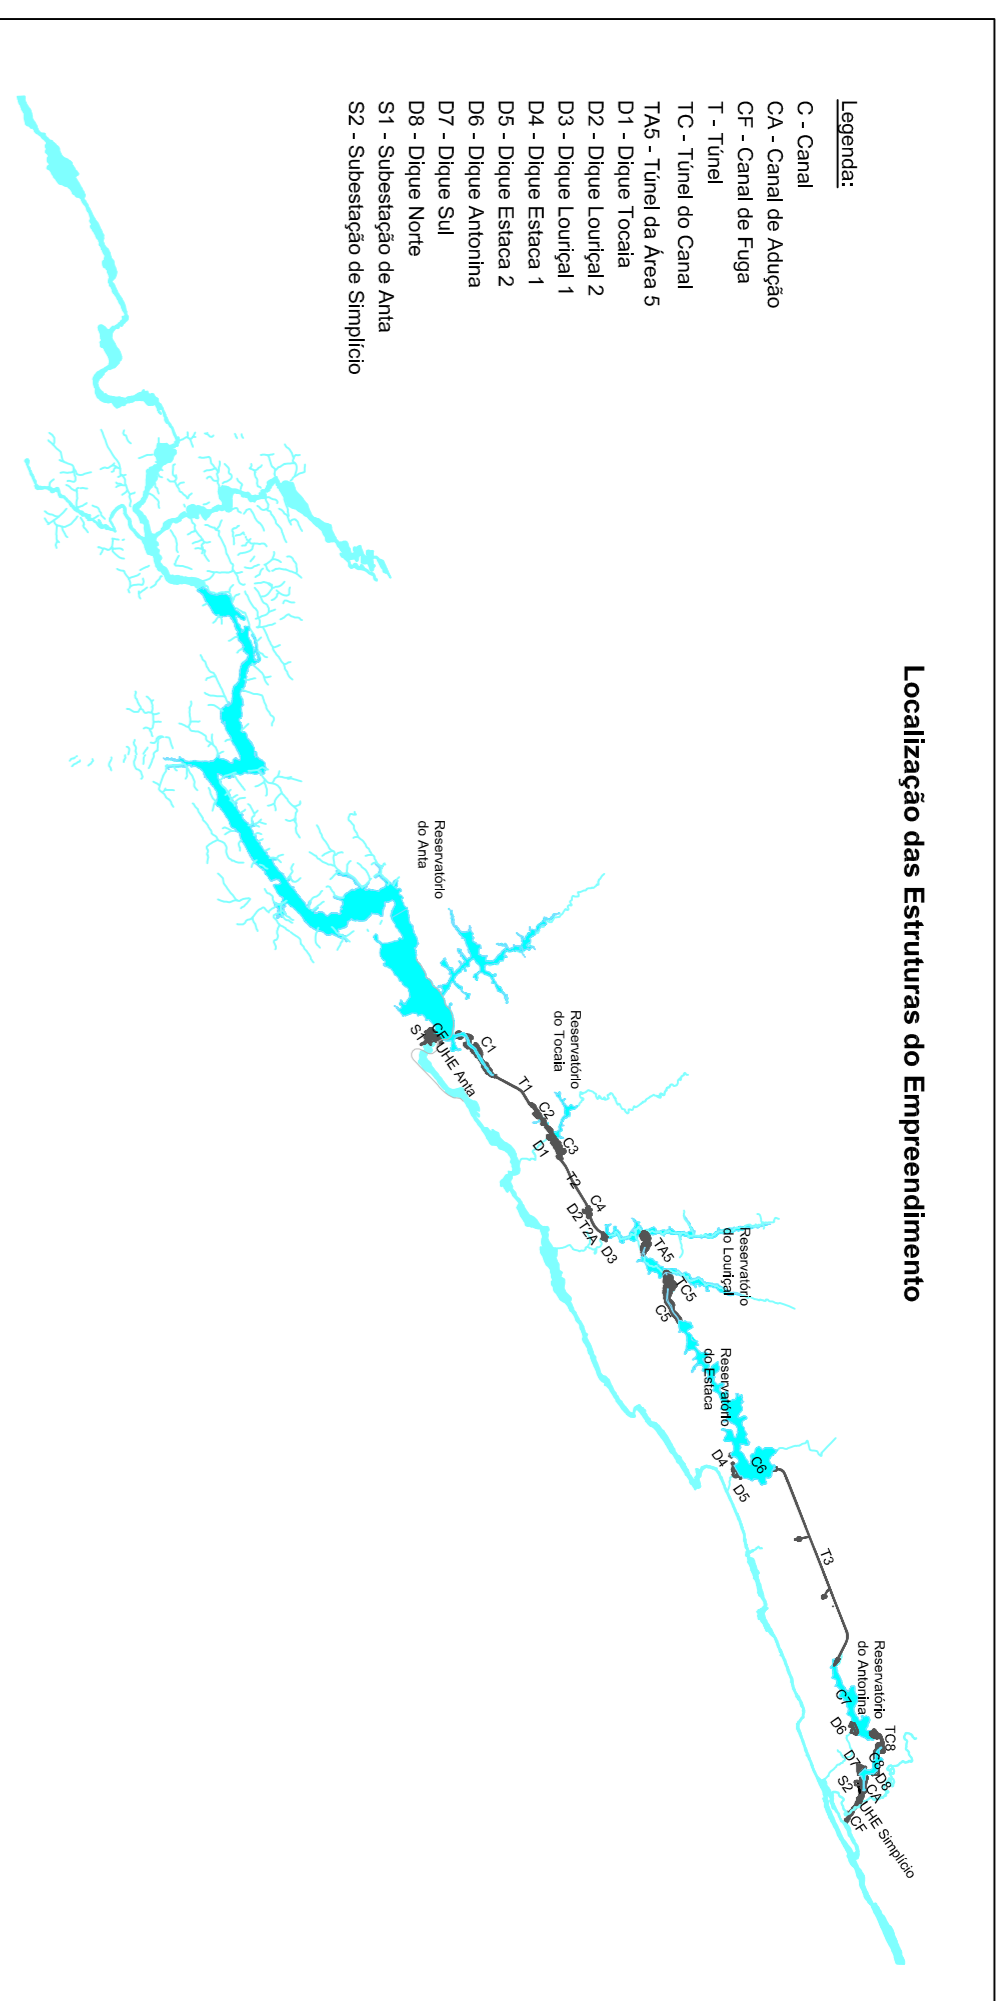 Localização das Estruturas do Empreendimento
Legenda:
C - Canal
CA - Canal de Adução
CF - Canal de Fuga
T - Túnel
TC - Túnel do Canal
TA5 - Túnel da Área 5
D1 - Dique Tocaia
D2 - Dique Louriçal 2
D3 - Dique Louriçal 1
D4 - Dique Estaca 1
D5 - Dique Estaca 2
D6 - Dique Antonina
D7 - Dique Sul
D8 - Dique Norte
S1 - Subestação de Anta
S2 - Subestação de Simplício
Reservatório
do Anta
CF
S1
UHE Anta
C1
T1
Reservatório
do Tocaia
C2
C3
D1
T2
C4
D2
T2A
D3
TA5
Reservatório
do Louriçal
TC5
C5
Reservatório
do Estaca
D4
C6
D5
T3
Reservatório
do Antonina
C7
D6
TC8
C8
D8
D7
CA
S2
UHE Simplício
CF